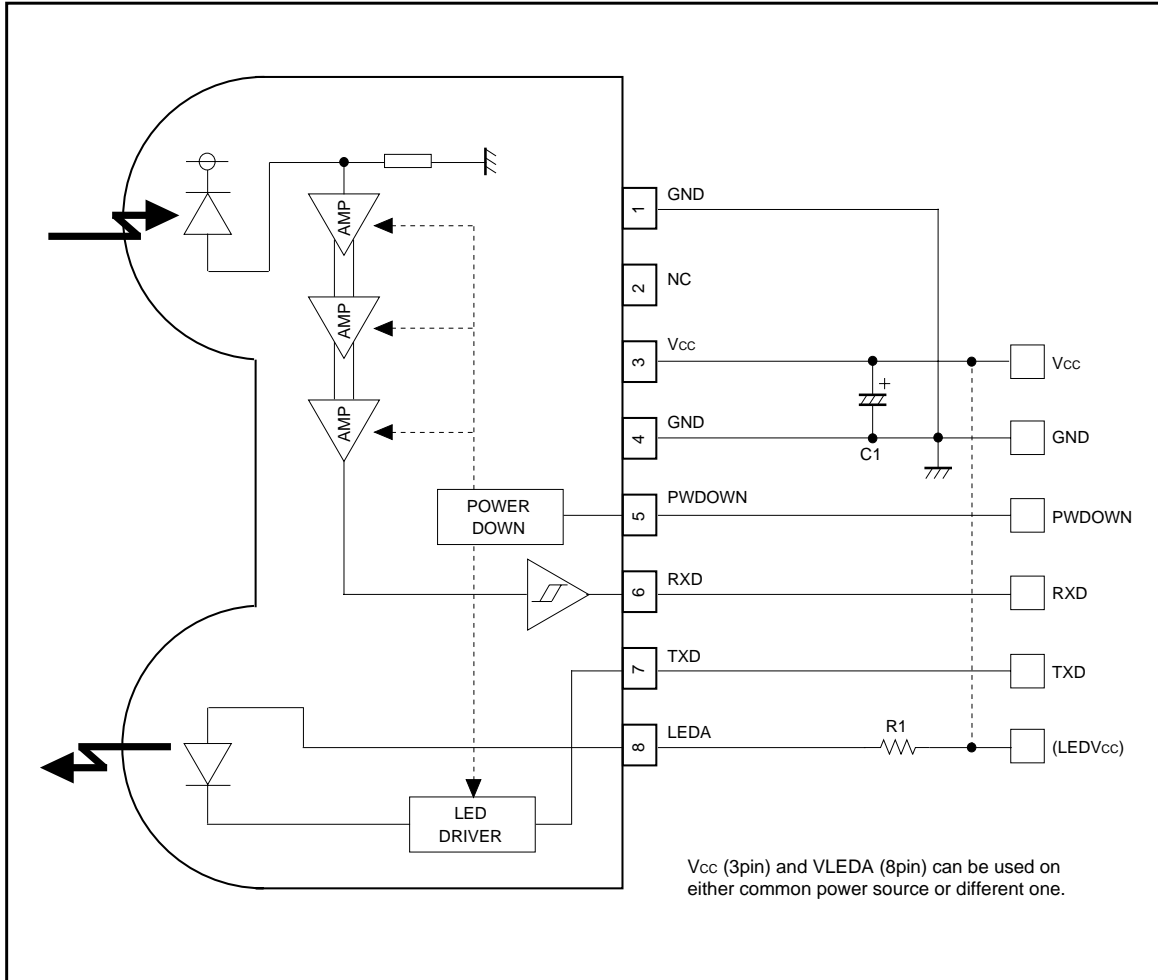 AMP
AMP
AMP
POWER
DOWN
LED
DRIVER
1
GND
2
NC
3
Vcc
4
GND
5
PWDOWN
6
RXD
7
TXD
8
LEDA
+
C1
R1
Vcc
GND
PWDOWN
RXD
TXD
(LEDVcc)
Vcc (3pin) and VLEDA (8pin) can be used on
either common power source or different one.